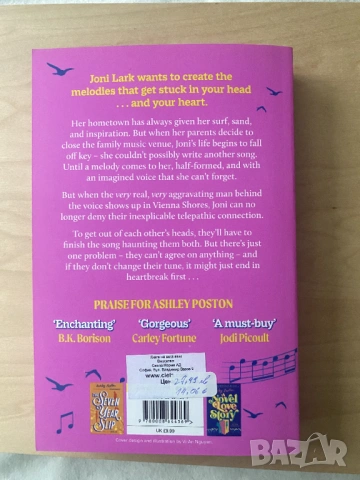 Joni Lark wants to create the
melodies that get stuck in your head
. . . and your heart.
Her hometown has always given her surf, sand,
and inspiration. But when her parents decide to
close the family music venue, Joni's life begins to fall
off key – she couldn't possibly write another song.
Until a melody comes to her, half-formed, and with
an imagined voice that she can't forget.
But when the very real, very aggravating man behind
the voice shows up in Vienna Shores, Joni can no
longer deny their inexplicable telepathic connection.
To get out of each other's heads, they'll have to
finish the song haunting them both. But there's just
one problem – they can't agree on anything – and
if they don't change their tune, it might just end in
heartbreak first . . .
PRAISE FOR ASHLEY POSTON
'Enchanting' 'Gorgeous' 'A must-buy'
B.K. Borison Carley Fortune Jodi Picoult
www.ciel
THE SEVEN YEAR SLIP
A Novel Love Story
UK £9.99
bazar